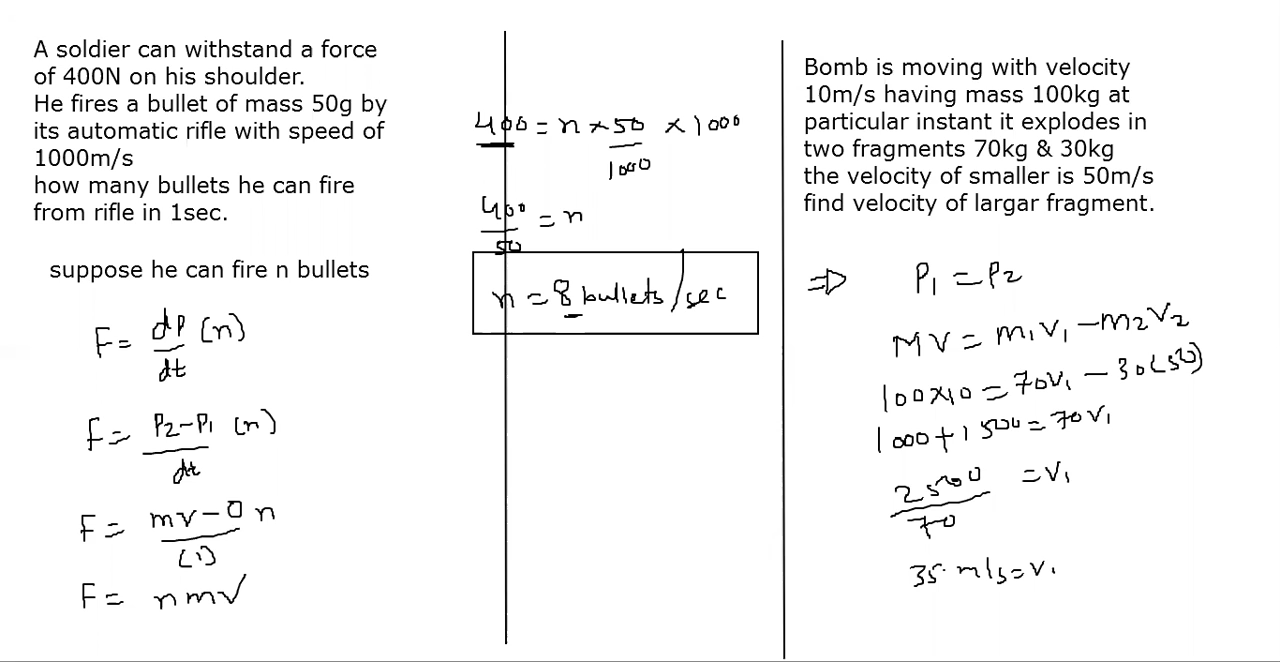 A soldier can withstand a force
of 400N on his shoulder.
He fires a bullet of mass 50g by
its automatic rifle with speed of
1000m/s
how many bullets he can fire
from rifle in 1sec.
suppose he can fire n bullets
F = dP/dt (n)
F = P2-P1/dt (n)
F = mv-0/(1) n
F = nmv
400 = n × 50/1000 × 1000
400/50 = n
n = 8 bullets/sec
Bomb is moving with velocity
10m/s having mass 100kg at
particular instant it explodes in
two fragments 70kg & 30kg
the velocity of smaller is 50m/s
find velocity of largar fragment.
⇒ P1 = P2
MV = m1V1 - m2V2
100×10 = 70V1 - 30(50)
1000+1500 = 70V1
2500/70 = V1
35 m/s = V1